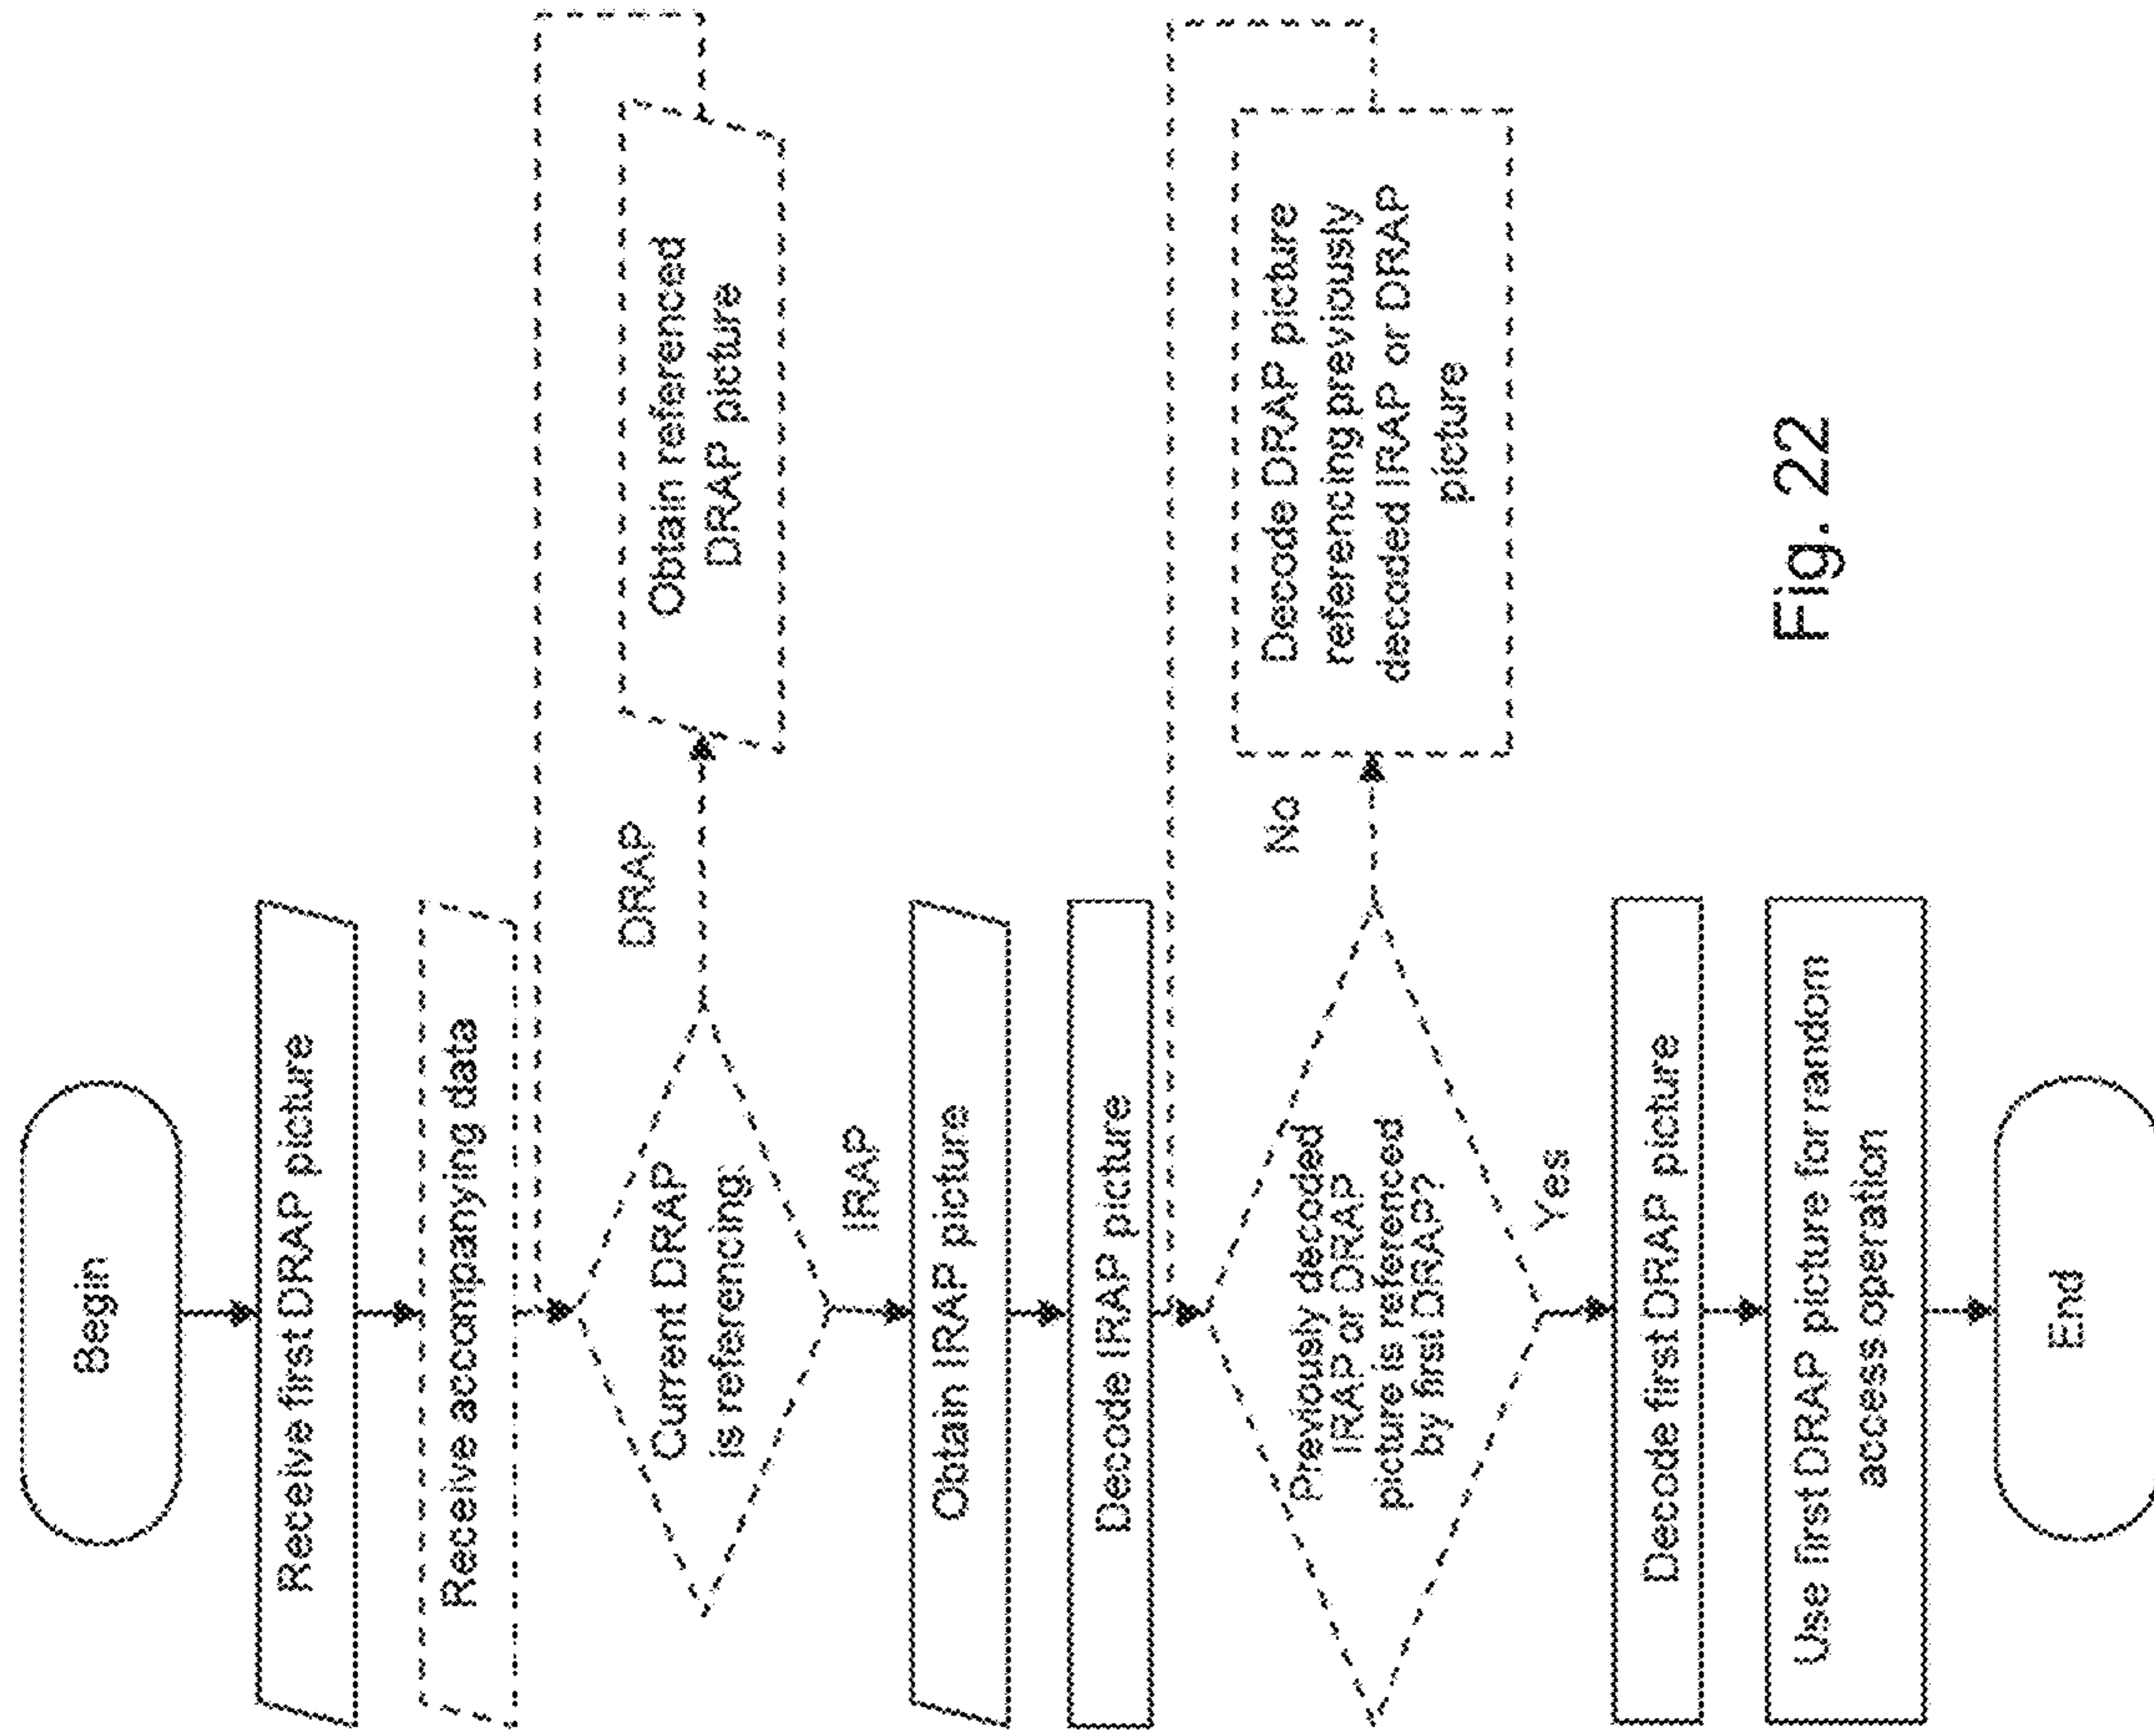 Begin
Receive first DRAP picture
Receive accompanying data
Current DRAP
is referencing:
DRAP
Obtain referenced
DRAP picture
IRAP
Obtain IRAP picture
Decode IRAP picture
Previously decoded
IRAP or DRAP
picture is referenced
by first DRAP?
No
Decode DRAP picture
referencing previously
decoded IRAP or DRAP
picture
Yes
Decode first DRAP picture
Use first DRAP picture for random
access operation
End
Fig. 22